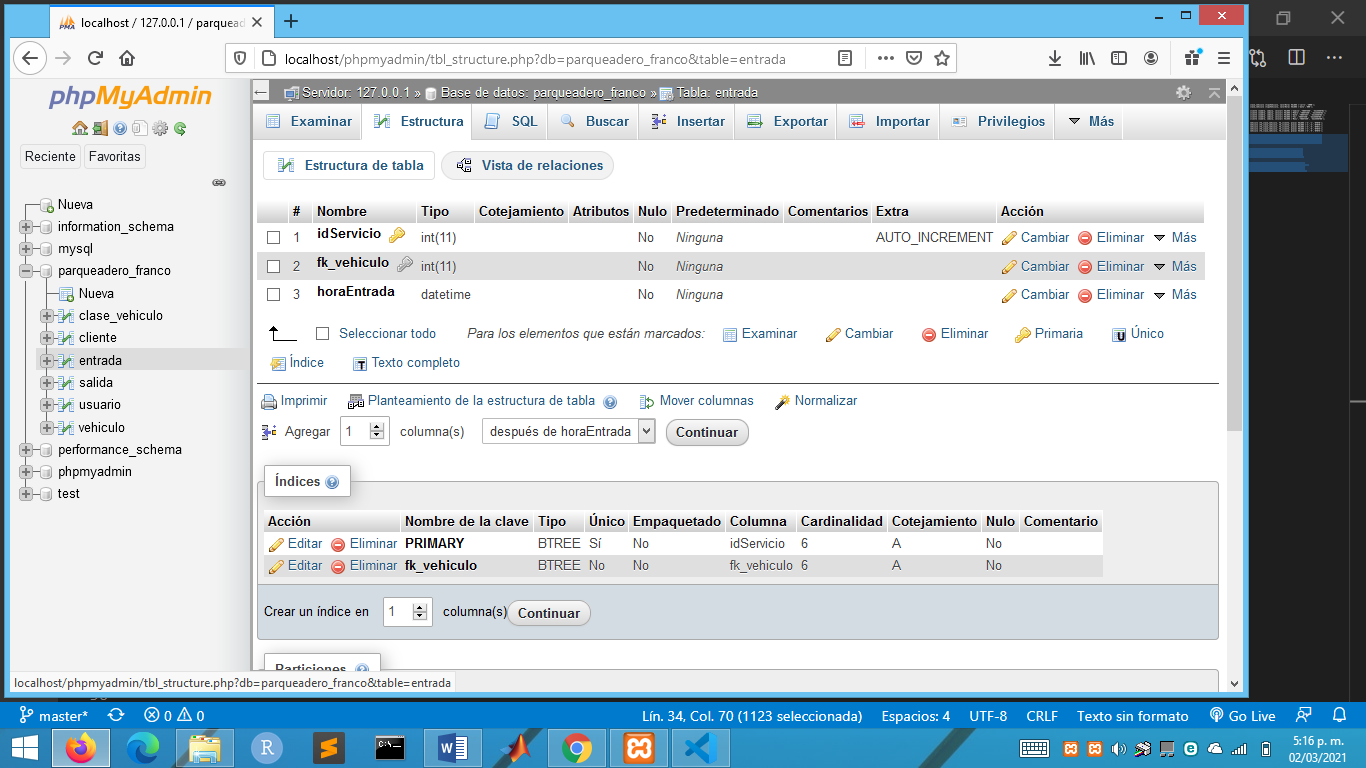 localhost / 127.0.0.1 / parquead
localhost/phpmyadmin/tbl_structure.php?db=parqueadero_franco&table=entrada
phpMyAdmin
Reciente Favoritas
Nueva
information_schema
mysql
parqueadero_franco
Nueva
clase_vehiculo
cliente
entrada
salida
usuario
vehiculo
performance_schema
phpmyadmin
test
Servidor: 127.0.0.1 » Base de datos: parqueadero_franco » Tabla: entrada
Examinar Estructura SQL Buscar Insertar Exportar Importar Privilegios Más
Estructura de tabla Vista de relaciones
# Nombre Tipo Cotejamiento Atributos Nulo Predeterminado Comentarios Extra Acción
1 idServicio int(11) No Ninguna AUTO_INCREMENT Cambiar Eliminar Más
2 fk_vehiculo int(11) No Ninguna Cambiar Eliminar Más
3 horaEntrada datetime No Ninguna Cambiar Eliminar Más
Seleccionar todo Para los elementos que están marcados: Examinar Cambiar Eliminar Primaria Único
Índice Texto completo
Imprimir Planteamiento de la estructura de tabla Mover columnas Normalizar
Agregar 1 columna(s) después de horaEntrada Continuar
Índices
Acción Nombre de la clave Tipo Único Empaquetado Columna Cardinalidad Cotejamiento Nulo Comentario
Editar Eliminar PRIMARY BTREE Sí No idServicio 6 A No
Editar Eliminar fk_vehiculo BTREE No No fk_vehiculo 6 A No
Crear un índice en 1 columna(s) Continuar
Particiones
localhost/phpmyadmin/tbl_structure.php?db=parqueadero_franco&table=entrada
master* 0 0 Lín. 34, Col. 70 (1123 seleccionada) Espacios: 4 UTF-8 CRLF Texto sin formato Go Live
5:16 p. m.
02/03/2021